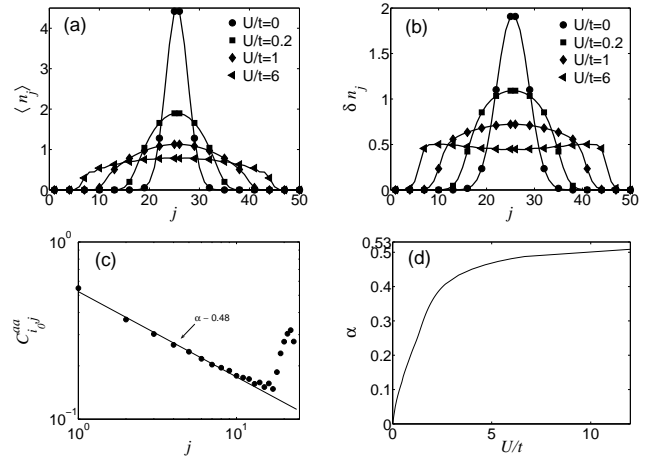 (a)
U/t=0
U/t=0.2
U/t=1
U/t=6
⟨ n_j ⟩
4
3
2
1
0
0 10 20 30 40 50
j
(b)
U/t=0
U/t=0.2
U/t=1
U/t=6
δ n_j
2
1.5
1
0.5
0
0 10 20 30 40 50
j
(c)
α − 0.48
C^{aa}_{i_0 j}
10^0
10^{−1}
10^0 10^1
j
(d)
α
0.53
0.5
0.4
0.3
0.2
0.1
0
0 5 10
U/t